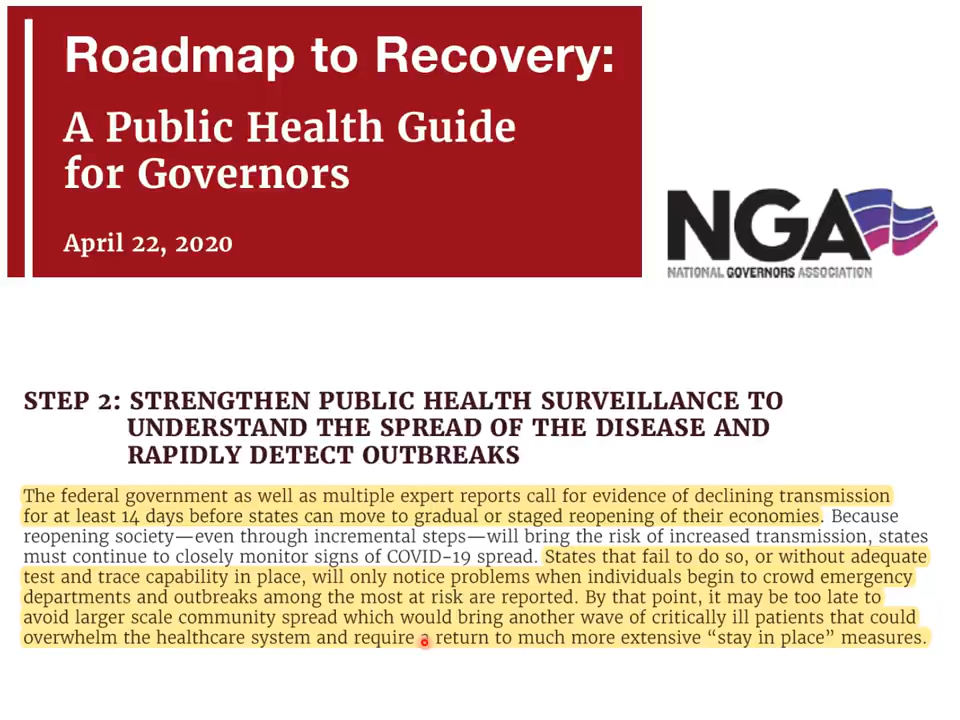 Roadmap to Recovery:
A Public Health Guide
for Governors
April 22, 2020
NGA
NATIONAL GOVERNORS ASSOCIATION
STEP 2: STRENGTHEN PUBLIC HEALTH SURVEILLANCE TO
UNDERSTAND THE SPREAD OF THE DISEASE AND
RAPIDLY DETECT OUTBREAKS
The federal government as well as multiple expert reports call for evidence of declining transmission
for at least 14 days before states can move to gradual or staged reopening of their economies. Because
reopening society—even through incremental steps—will bring the risk of increased transmission, states
must continue to closely monitor signs of COVID-19 spread. States that fail to do so, or without adequate
test and trace capability in place, will only notice problems when individuals begin to crowd emergency
departments and outbreaks among the most at risk are reported. By that point, it may be too late to
avoid larger scale community spread which would bring another wave of critically ill patients that could
overwhelm the healthcare system and require a return to much more extensive “stay in place” measures.